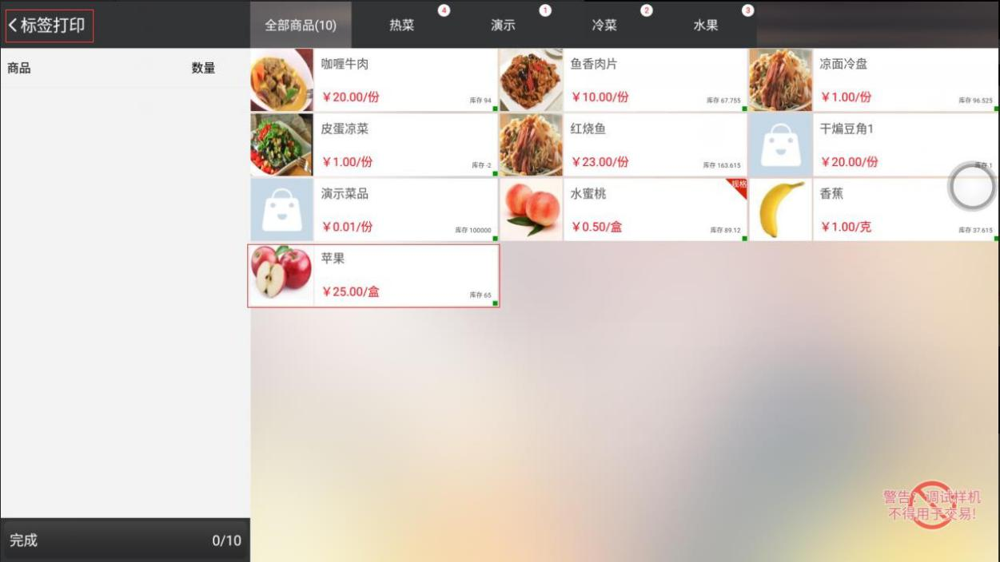 标签打印
全部商品(10)
热菜
4
演示
1
冷菜
2
水果
3
商品
数量
咖喱牛肉
￥20.00/份
库存 94
鱼香肉片
￥10.00/份
库存 67.755
凉面冷盘
￥1.00/份
库存 96.525
皮蛋凉菜
￥1.00/份
库存 -2
红烧鱼
￥23.00/份
库存 163.615
干煸豆角1
￥20.00/份
库存 1
演示菜品
￥0.01/份
库存 100000
水蜜桃
规格
￥0.50/盒
库存 89.12
香蕉
￥1.00/克
库存 37.615
苹果
￥25.00/盒
库存 65
警告：调试样机
不得用于交易!
完成
0/10